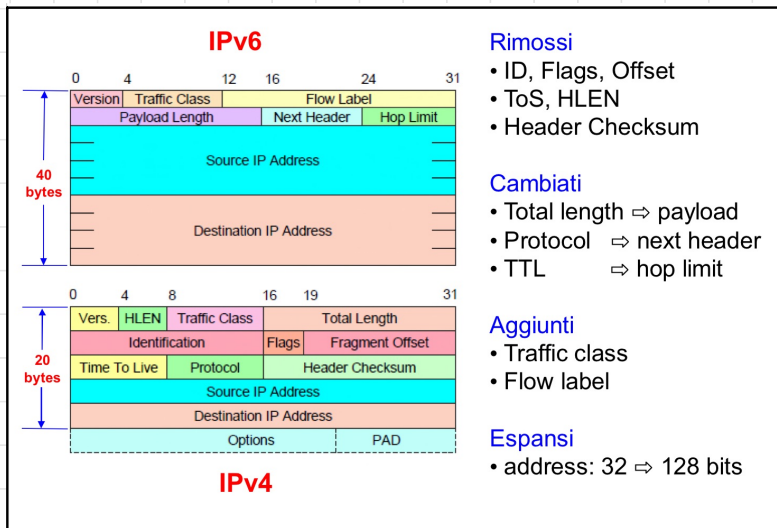 IPv6
0 4 12 16 24 31
Version Traffic Class Flow Label
Payload Length Next Header Hop Limit
Source IP Address
40
bytes
Destination IP Address
0 4 8 16 19 31
Vers. HLEN Traffic Class Total Length
Identification Flags Fragment Offset
20
bytes
Time To Live Protocol Header Checksum
Source IP Address
Destination IP Address
Options PAD
IPv4
Rimossi
• ID, Flags, Offset
• ToS, HLEN
• Header Checksum
Cambiati
• Total length ⇨ payload
• Protocol ⇨ next header
• TTL ⇨ hop limit
Aggiunti
• Traffic class
• Flow label
Espansi
• address: 32 ⇨ 128 bits